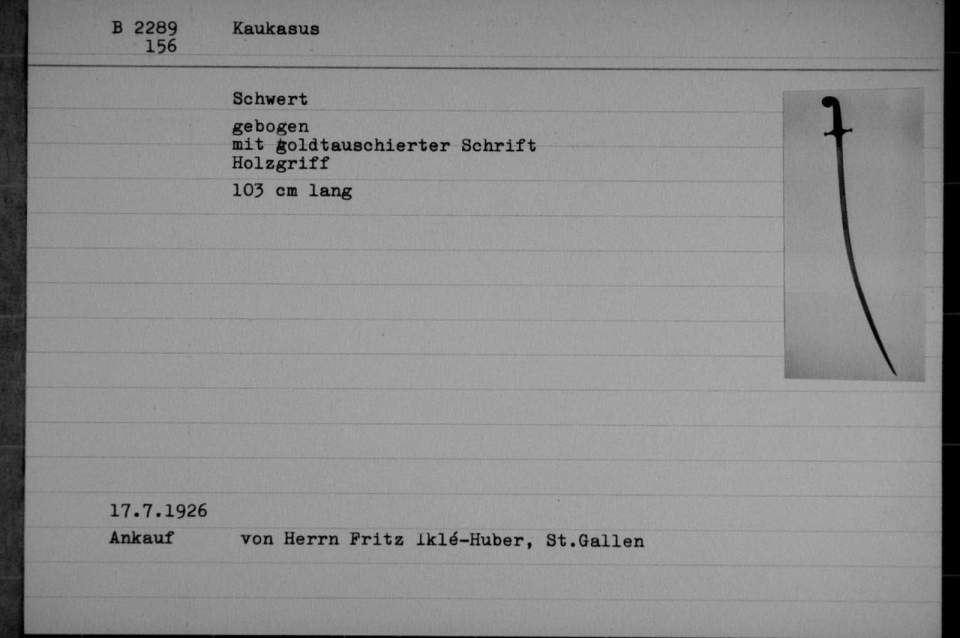 B 2289 Kaukasus
156
Schwert
gebogen
mit goldtauschierter Schrift
Holzgriff
103 cm lang
17.7.1926
Ankauf von Herrn Fritz Iklé-Huber, St.Gallen